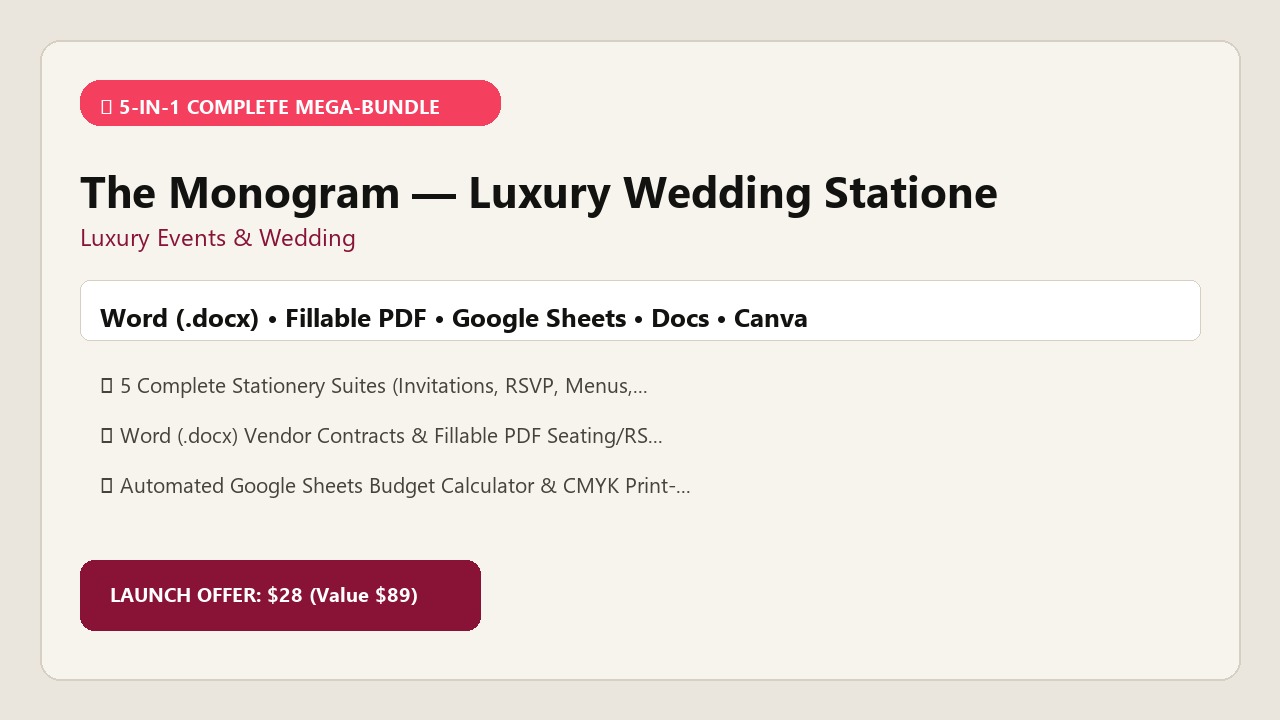 5-IN-1 COMPLETE MEGA-BUNDLE
The Monogram — Luxury Wedding Statione
Luxury Events & Wedding
Word (.docx) • Fillable PDF • Google Sheets • Docs • Canva
5 Complete Stationery Suites (Invitations, RSVP, Menus,...
Word (.docx) Vendor Contracts & Fillable PDF Seating/RS...
Automated Google Sheets Budget Calculator & CMYK Print-...
LAUNCH OFFER: $28 (Value $89)